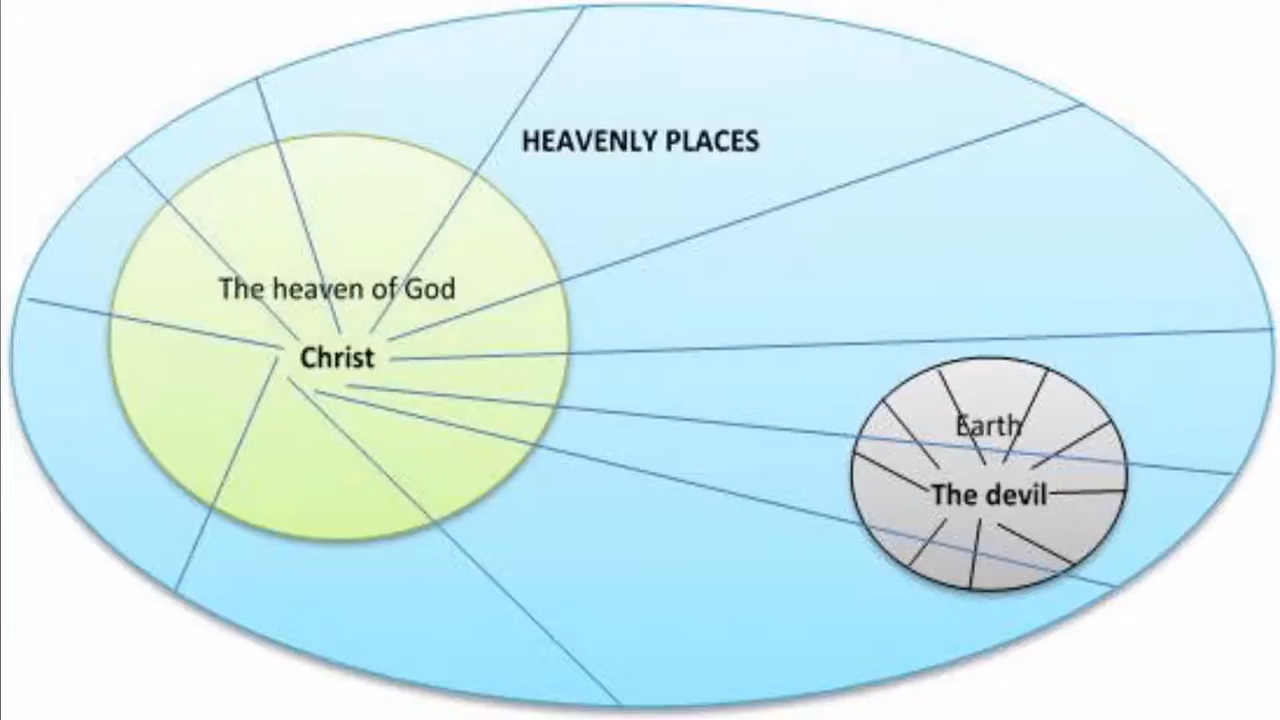 HEAVENLY PLACES
The heaven of God
Christ
Earth
The devil